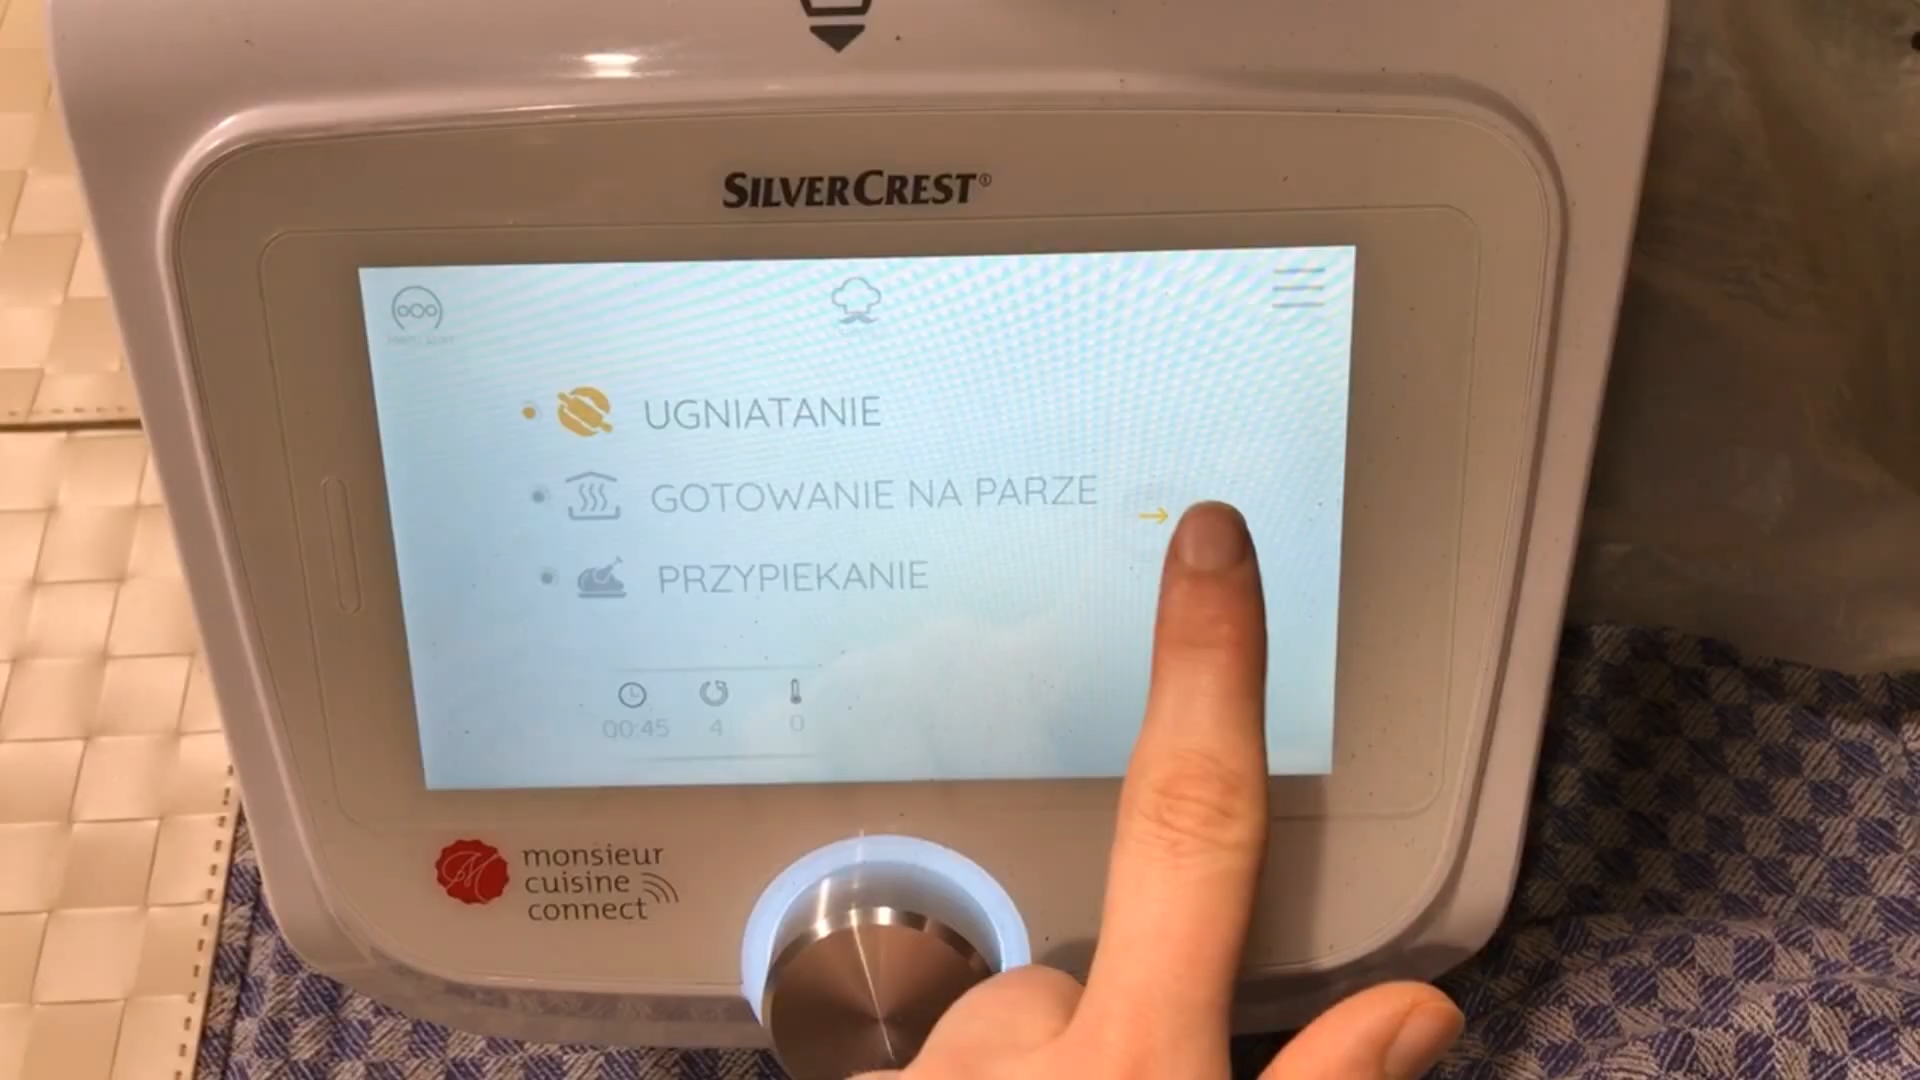 SILVERCREST®
UGNIATANIE
GOTOWANIE NA PARZE
→
PRZYPIEKANIE
00:45 4 0
monsieur
cuisine
connect